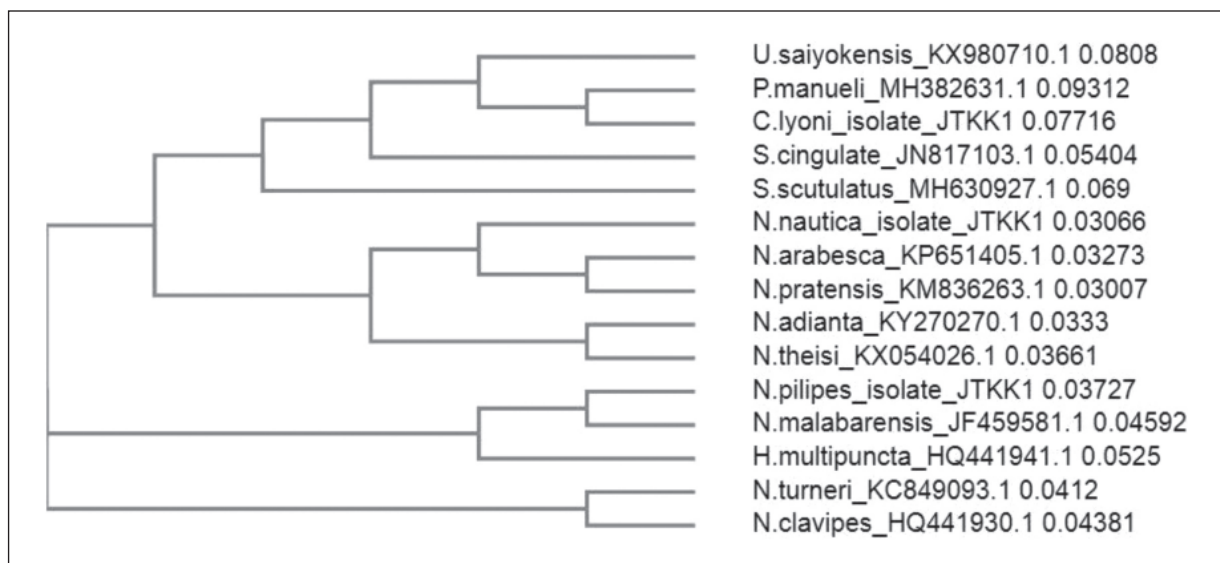 U.saiyokensis_KX980710.1 0.0808
P.manueli_MH382631.1 0.09312
C.lyoni_isolate_JTKK1 0.07716
S.cingulate_JN817103.1 0.05404
S.scutulatus_MH630927.1 0.069
N.nautica_isolate_JTKK1 0.03066
N.arabesca_KP651405.1 0.03273
N.pratensis_KM836263.1 0.03007
N.adianta_KY270270.1 0.0333
N.theisi_KX054026.1 0.03661
N.pilipes_isolate_JTKK1 0.03727
N.malabarensis_JF459581.1 0.04592
H.multipuncta_HQ441941.1 0.0525
N.turneri_KC849093.1 0.0412
N.clavipes_HQ441930.1 0.04381